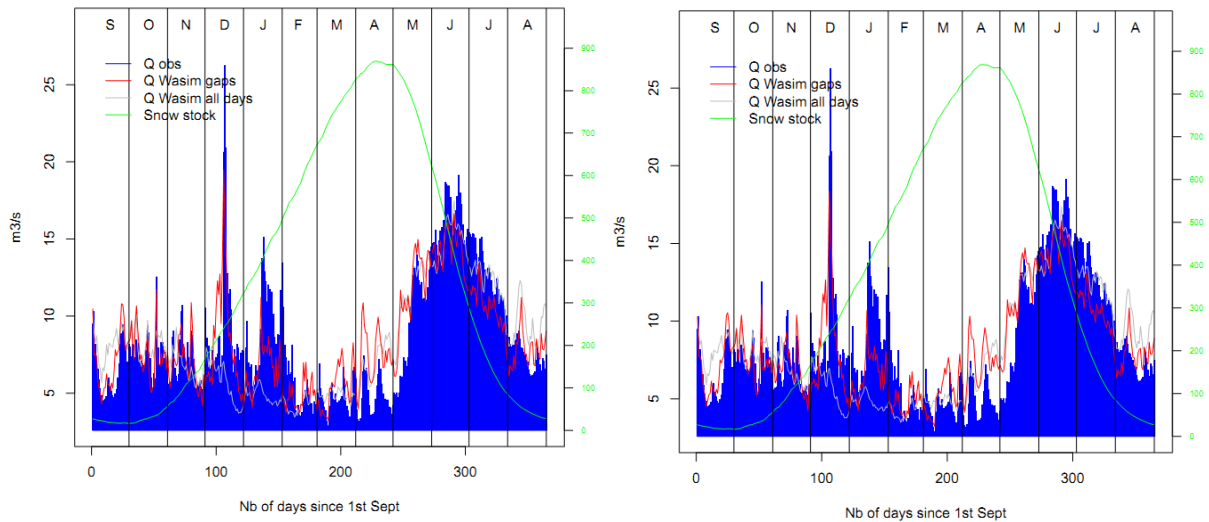 S O N D J F M A M J J A
Q obs
Q Wasim gaps
Q Wasim all days
Snow stock
m3/s
25
20
15
10
5
900
800
700
600
500
400
300
200
100
0
0 100 200 300
Nb of days since 1st Sept
S O N D J F M A M J J A
Q obs
Q Wasim gaps
Q Wasim all days
Snow stock
m3/s
25
20
15
10
5
900
800
700
600
500
400
300
200
100
0
0 100 200 300
Nb of days since 1st Sept